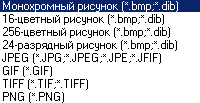 Монохромный рисунок (*.bmp;*.dib)
16-цветный рисунок (*.bmp;*.dib)
256-цветный рисунок (*.bmp;*.dib)
24-разрядный рисунок (*.bmp;*.dib)
JPEG (*.JPG;*.JPEG;*.JPE;*.JFIF)
GIF (*.GIF)
TIFF (*.TIF;*.TIFF)
PNG (*.PNG)